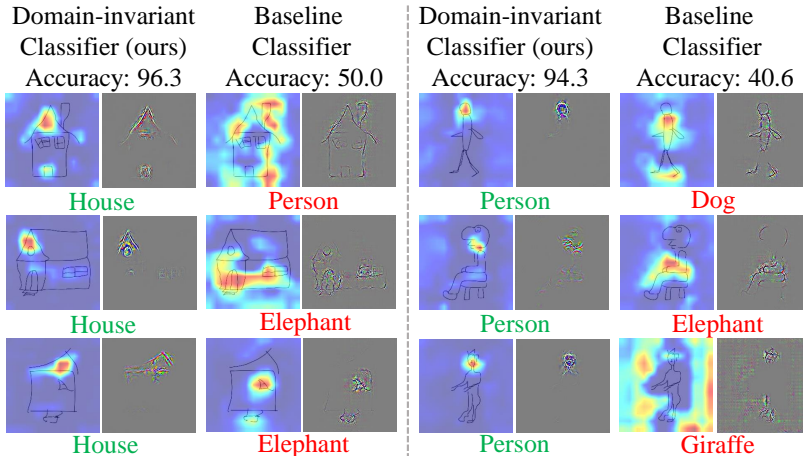 Domain-invariant
Classifier (ours)
Accuracy: 96.3
Baseline
Classifier
Accuracy: 50.0
Domain-invariant
Classifier (ours)
Accuracy: 94.3
Baseline
Classifier
Accuracy: 40.6
House
Person
Person
Dog
House
Elephant
Person
Elephant
House
Elephant
Person
Giraffe